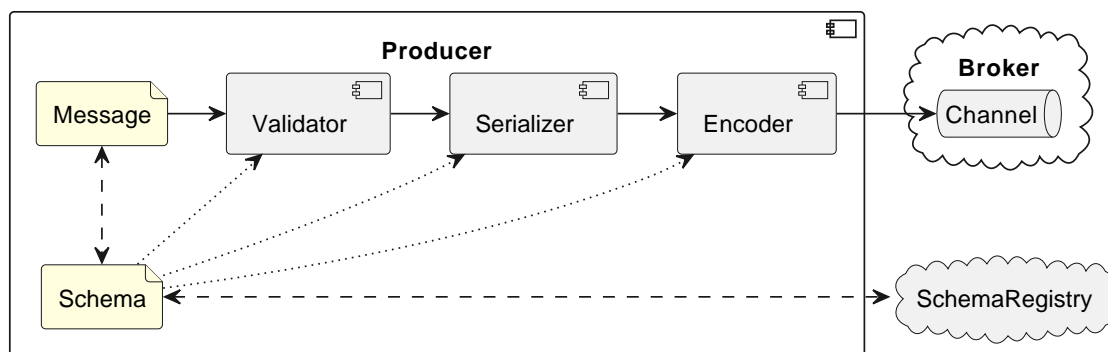 Producer
Broker
Message
Validator
Serializer
Encoder
Channel
Schema
SchemaRegistry